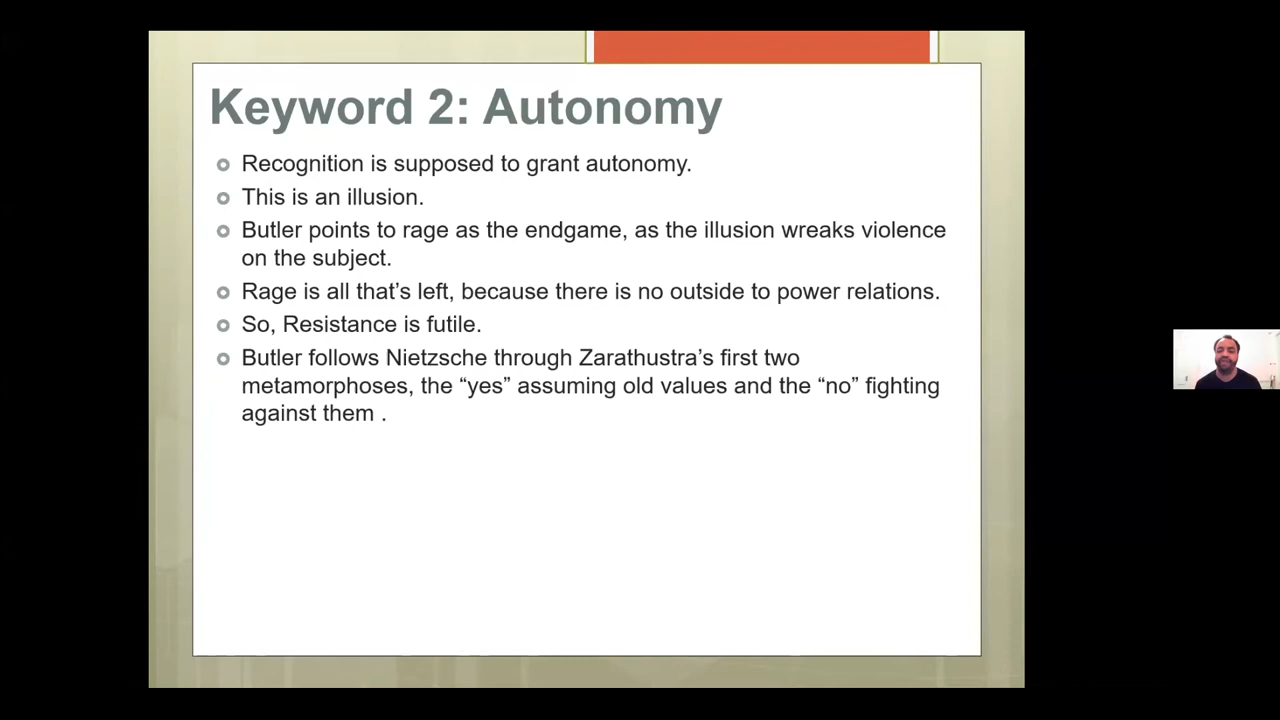 Keyword 2: Autonomy
Recognition is supposed to grant autonomy.
This is an illusion.
Butler points to rage as the endgame, as the illusion wreaks violence
on the subject.
Rage is all that’s left, because there is no outside to power relations.
So, Resistance is futile.
Butler follows Nietzsche through Zarathustra’s first two
metamorphoses, the “yes” assuming old values and the “no” fighting
against them .